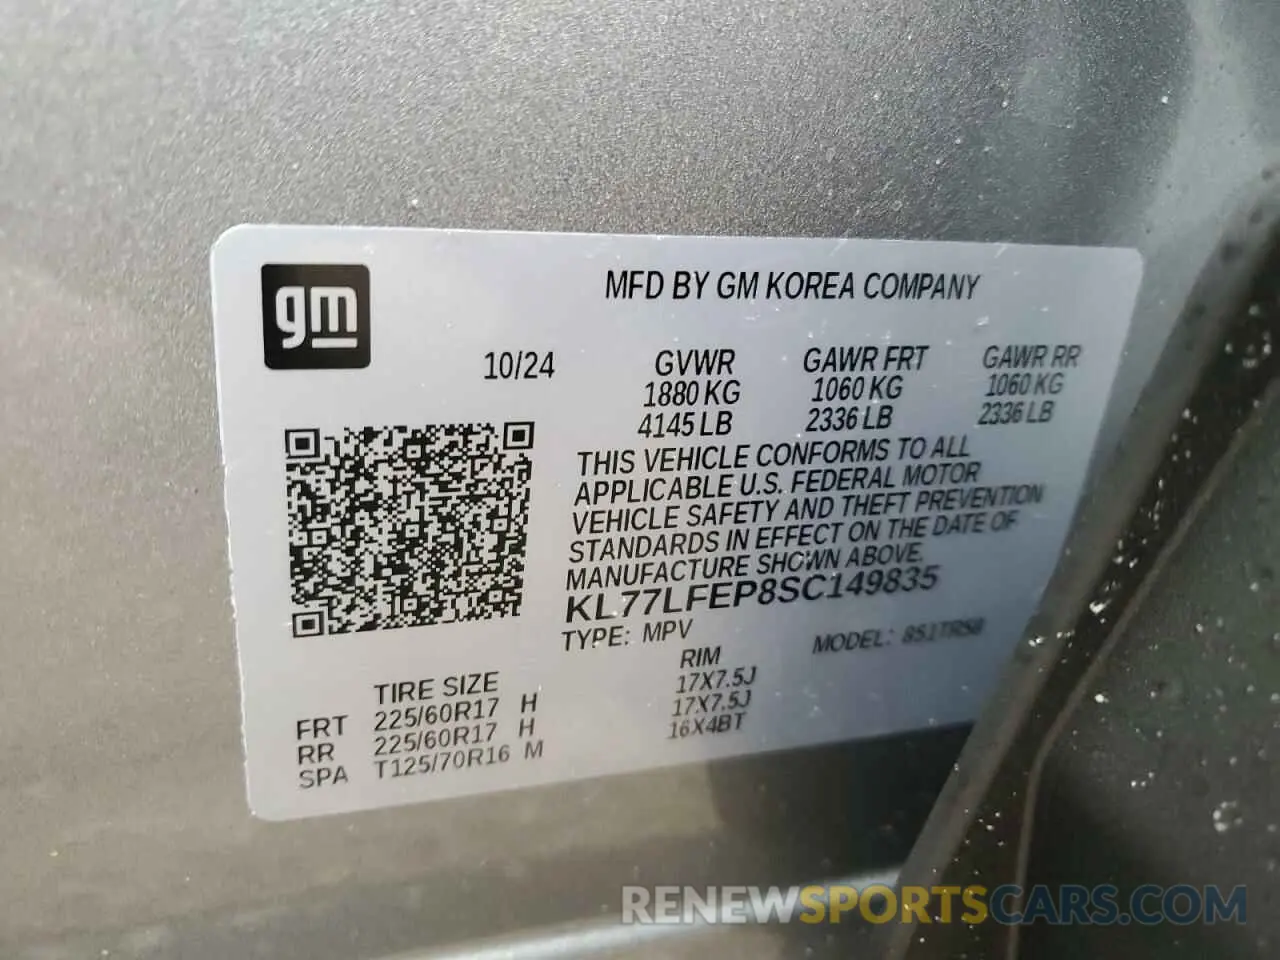 gm
MFD BY GM KOREA COMPANY
10/24 GVWR GAWR FRT GAWR RR
1880 KG 1060 KG 1060 KG
4145 LB 2336 LB 2336 LB
THIS VEHICLE CONFORMS TO ALL
APPLICABLE U.S. FEDERAL MOTOR
VEHICLE SAFETY AND THEFT PREVENTION
STANDARDS IN EFFECT ON THE DATE OF
MANUFACTURE SHOWN ABOVE.
KL77LFEP8SC149835
TYPE: MPV MODEL:
TIRE SIZE RIM
FRT 225/60R17 H 17X7.5J
RR 225/60R17 H 17X7.5J
SPA T125/70R16 M 16X4BT
RENEWSPORTSCARS.COM